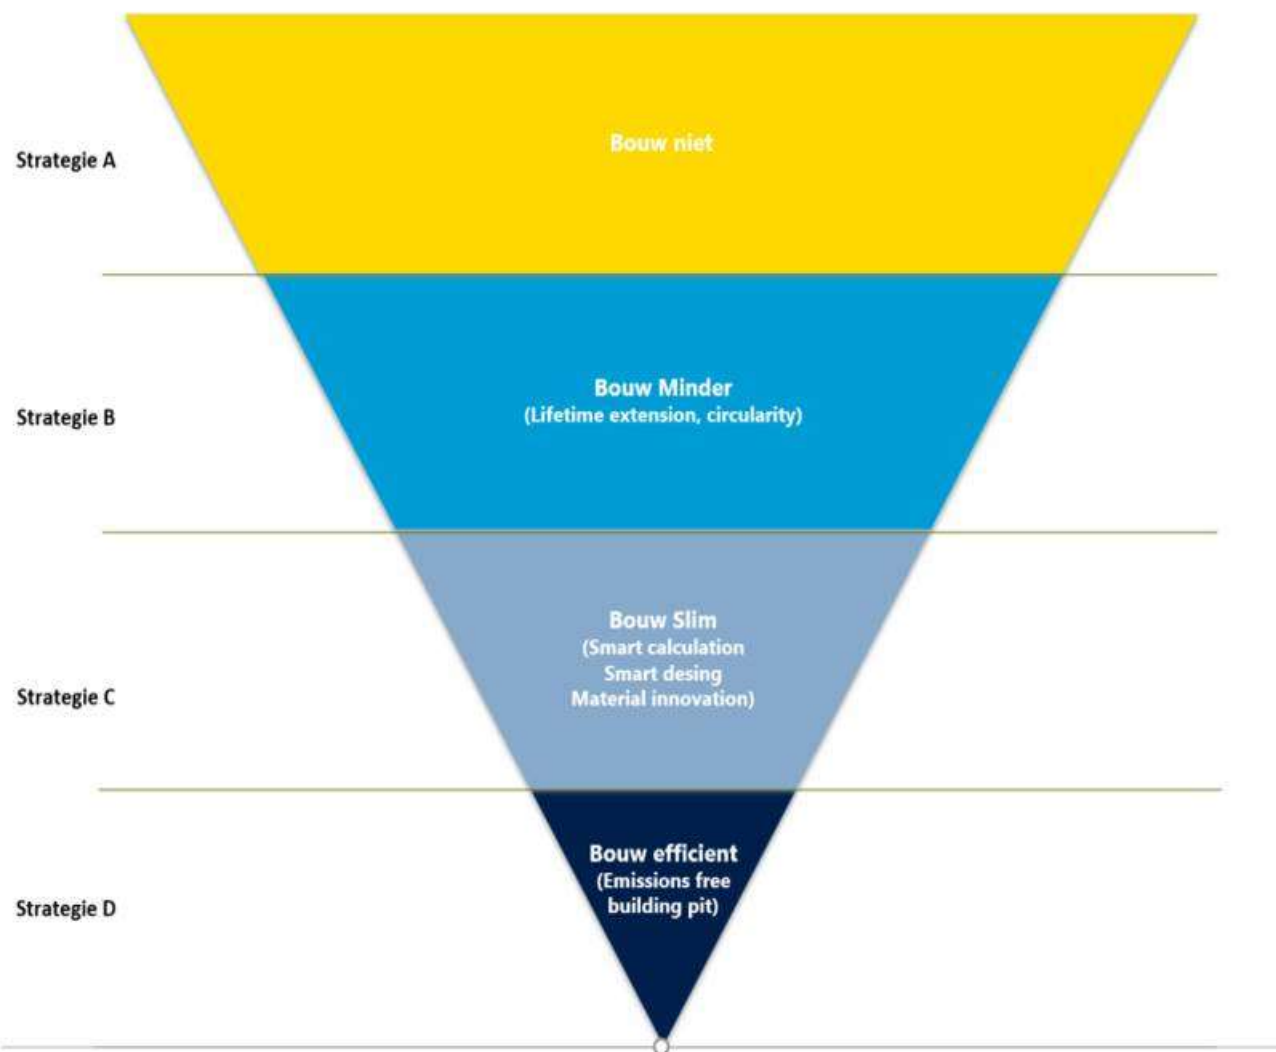 Bouw niet
Strategie A
Bouw Minder
(Lifetime extension, circularity)
Strategie B
Bouw Slim
(Smart calculation
Smart desing
Material innovation)
Strategie C
Bouw efficient
(Emissions free
building pit)
Strategie D